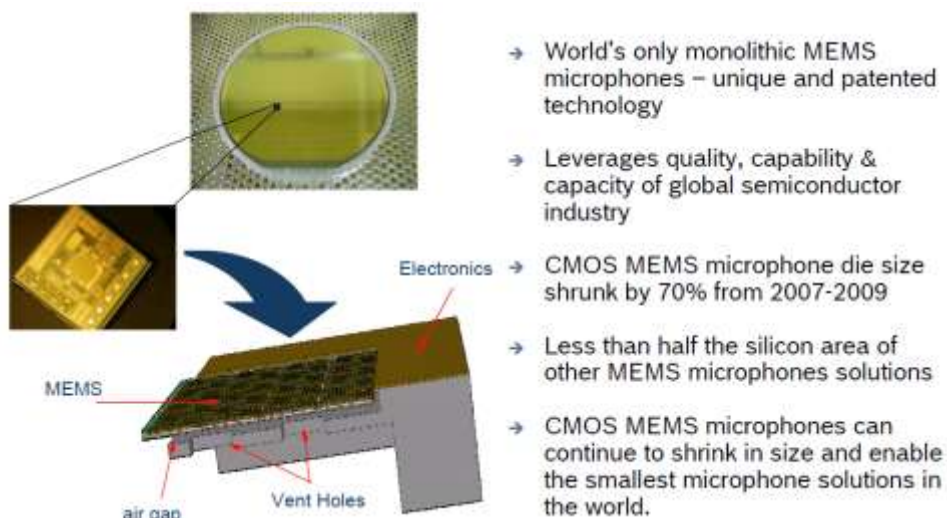 → World's only monolithic MEMS
microphones – unique and patented
technology
→ Leverages quality, capability &
capacity of global semiconductor
industry
→ CMOS MEMS microphone die size
shrunk by 70% from 2007-2009
→ Less than half the silicon area of
other MEMS microphones solutions
→ CMOS MEMS microphones can
continue to shrink in size and enable
the smallest microphone solutions in
the world.
Electronics
MEMS
Vent Holes
air gap